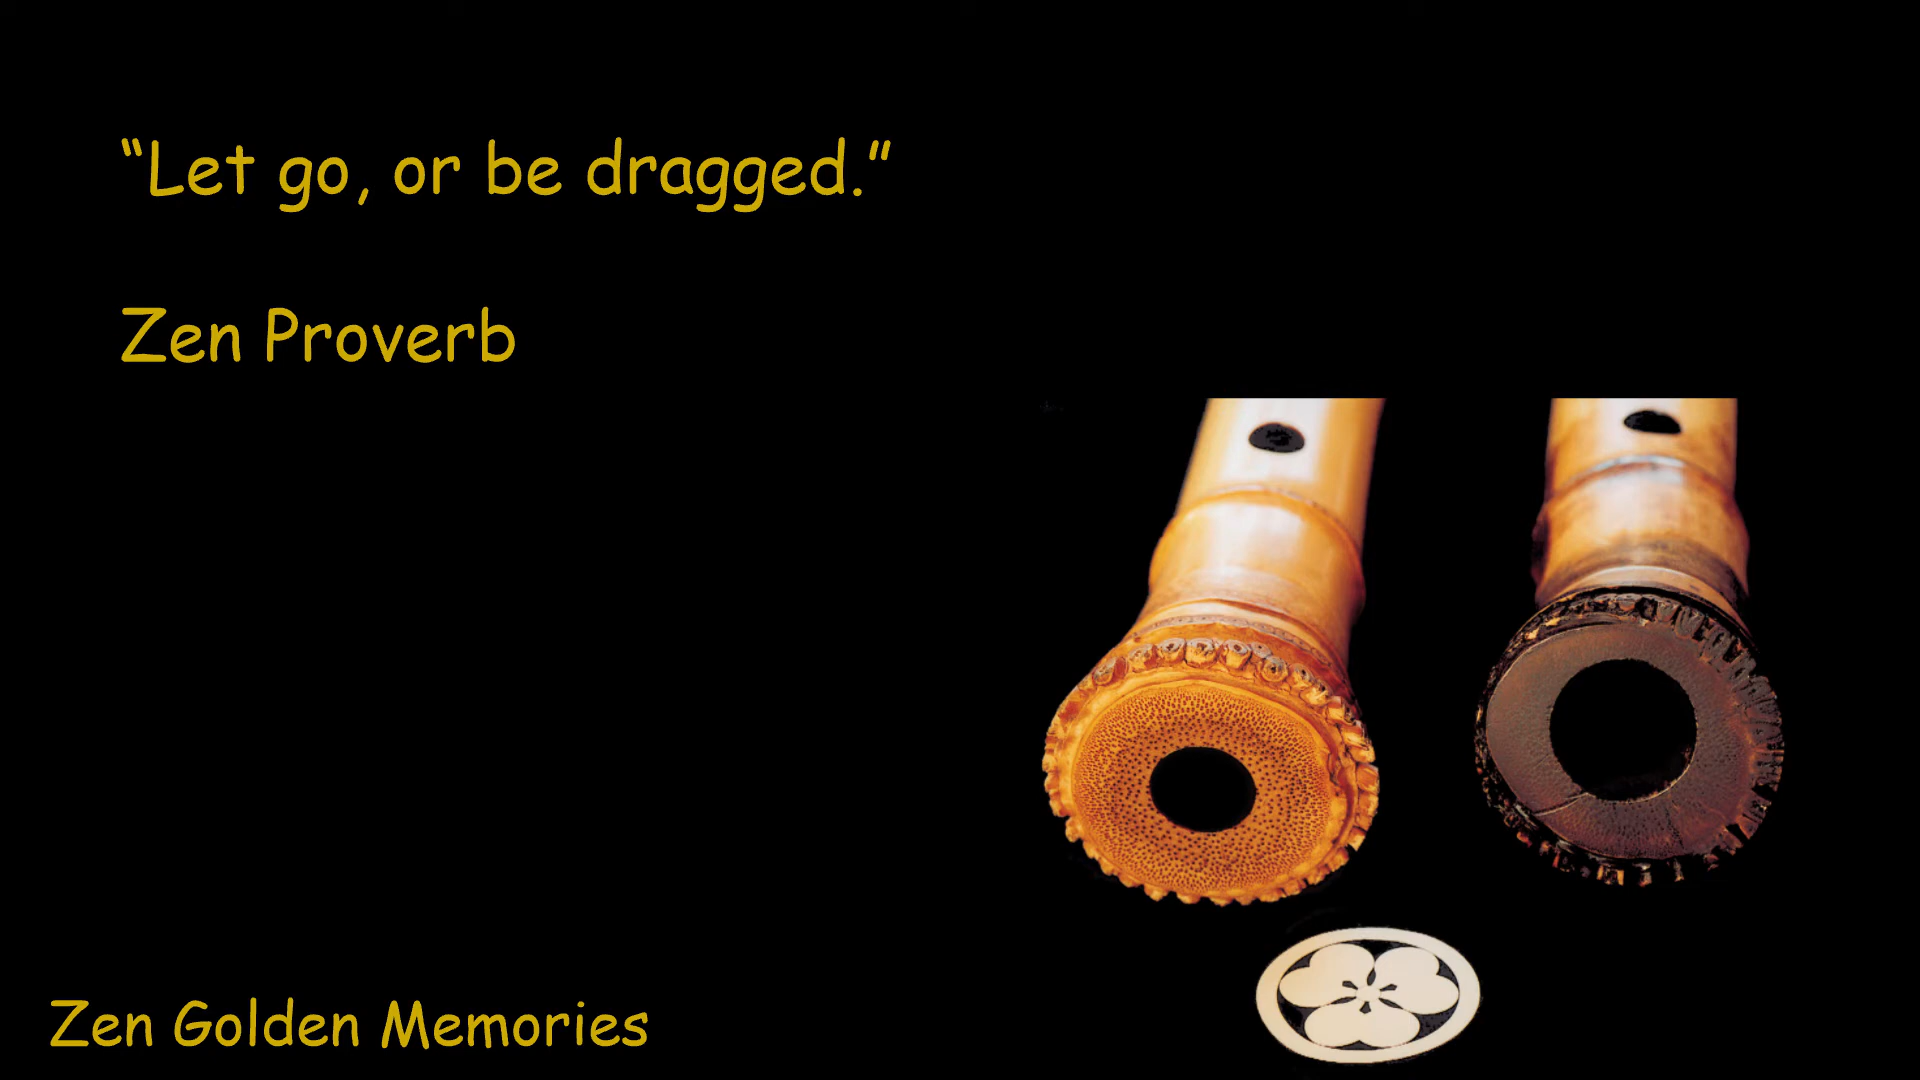 “Let go, or be dragged.”
Zen Proverb
Zen Golden Memories